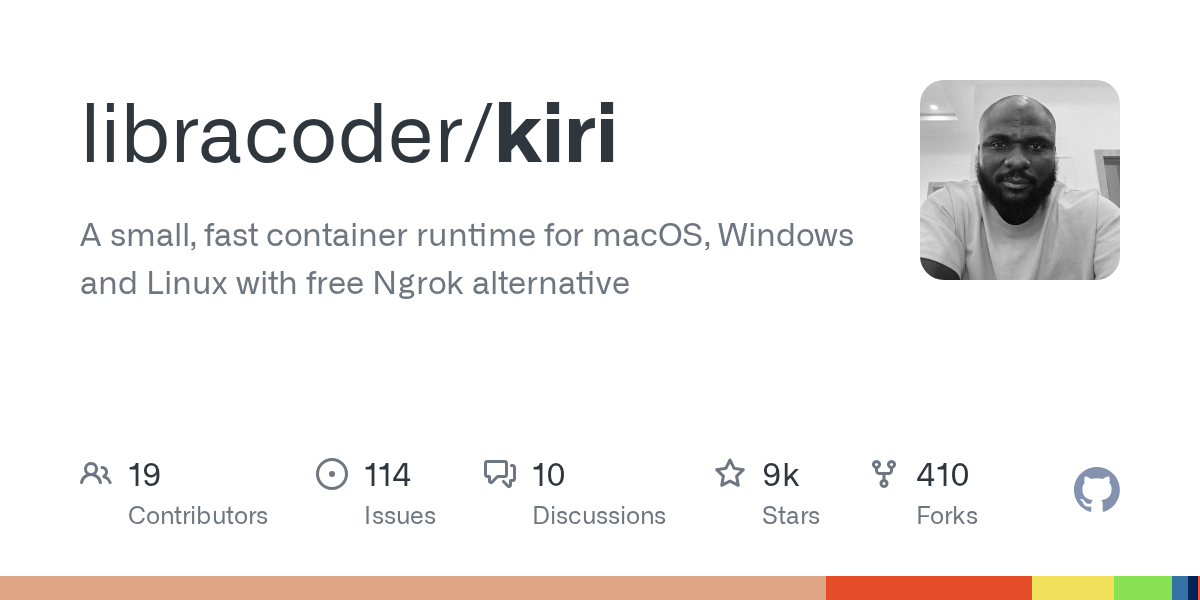 libracoder/kiri
A small, fast container runtime for macOS, Windows
and Linux with free Ngrok alternative
19
Contributors
114
Issues
10
Discussions
9k
Stars
410
Forks